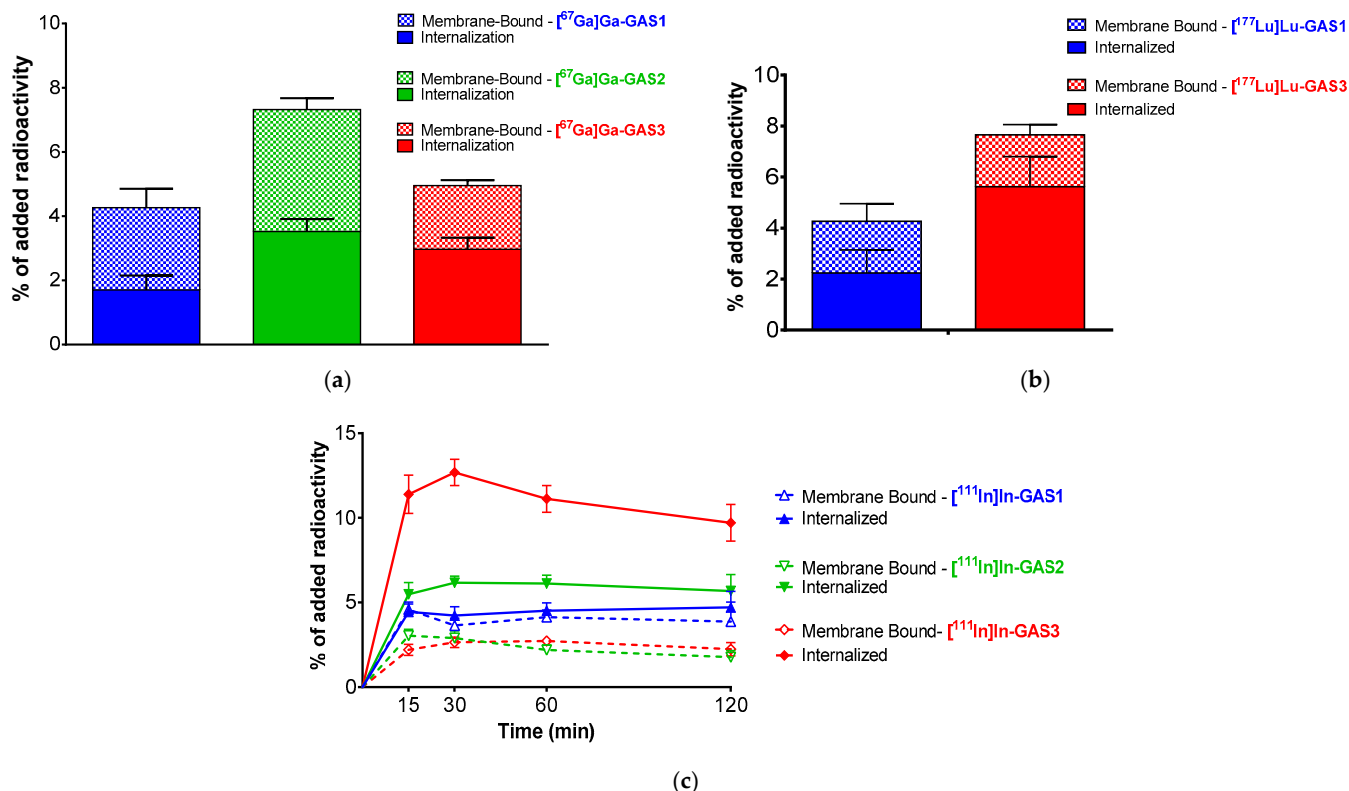 Membrane-Bound - [⁶⁷Ga]Ga-GAS1
Internalization
Membrane-Bound - [⁶⁷Ga]Ga-GAS2
Internalization
Membrane-Bound - [⁶⁷Ga]Ga-GAS3
Internalization
% of added radioactivity
10
8
6
4
2
0
(a)
Membrane Bound - [¹⁷⁷Lu]Lu-GAS1
Internalized
Membrane Bound - [¹⁷⁷Lu]Lu-GAS3
Internalized
% of added radioactivity
10
8
6
4
2
0
(b)
% of added radioactivity
15
10
5
0
15 30 60 120
Time (min)
Membrane Bound - [¹¹¹In]In-GAS1
Internalized
Membrane Bound - [¹¹¹In]In-GAS2
Internalized
Membrane Bound- [¹¹¹In]In-GAS3
Internalized
(c)